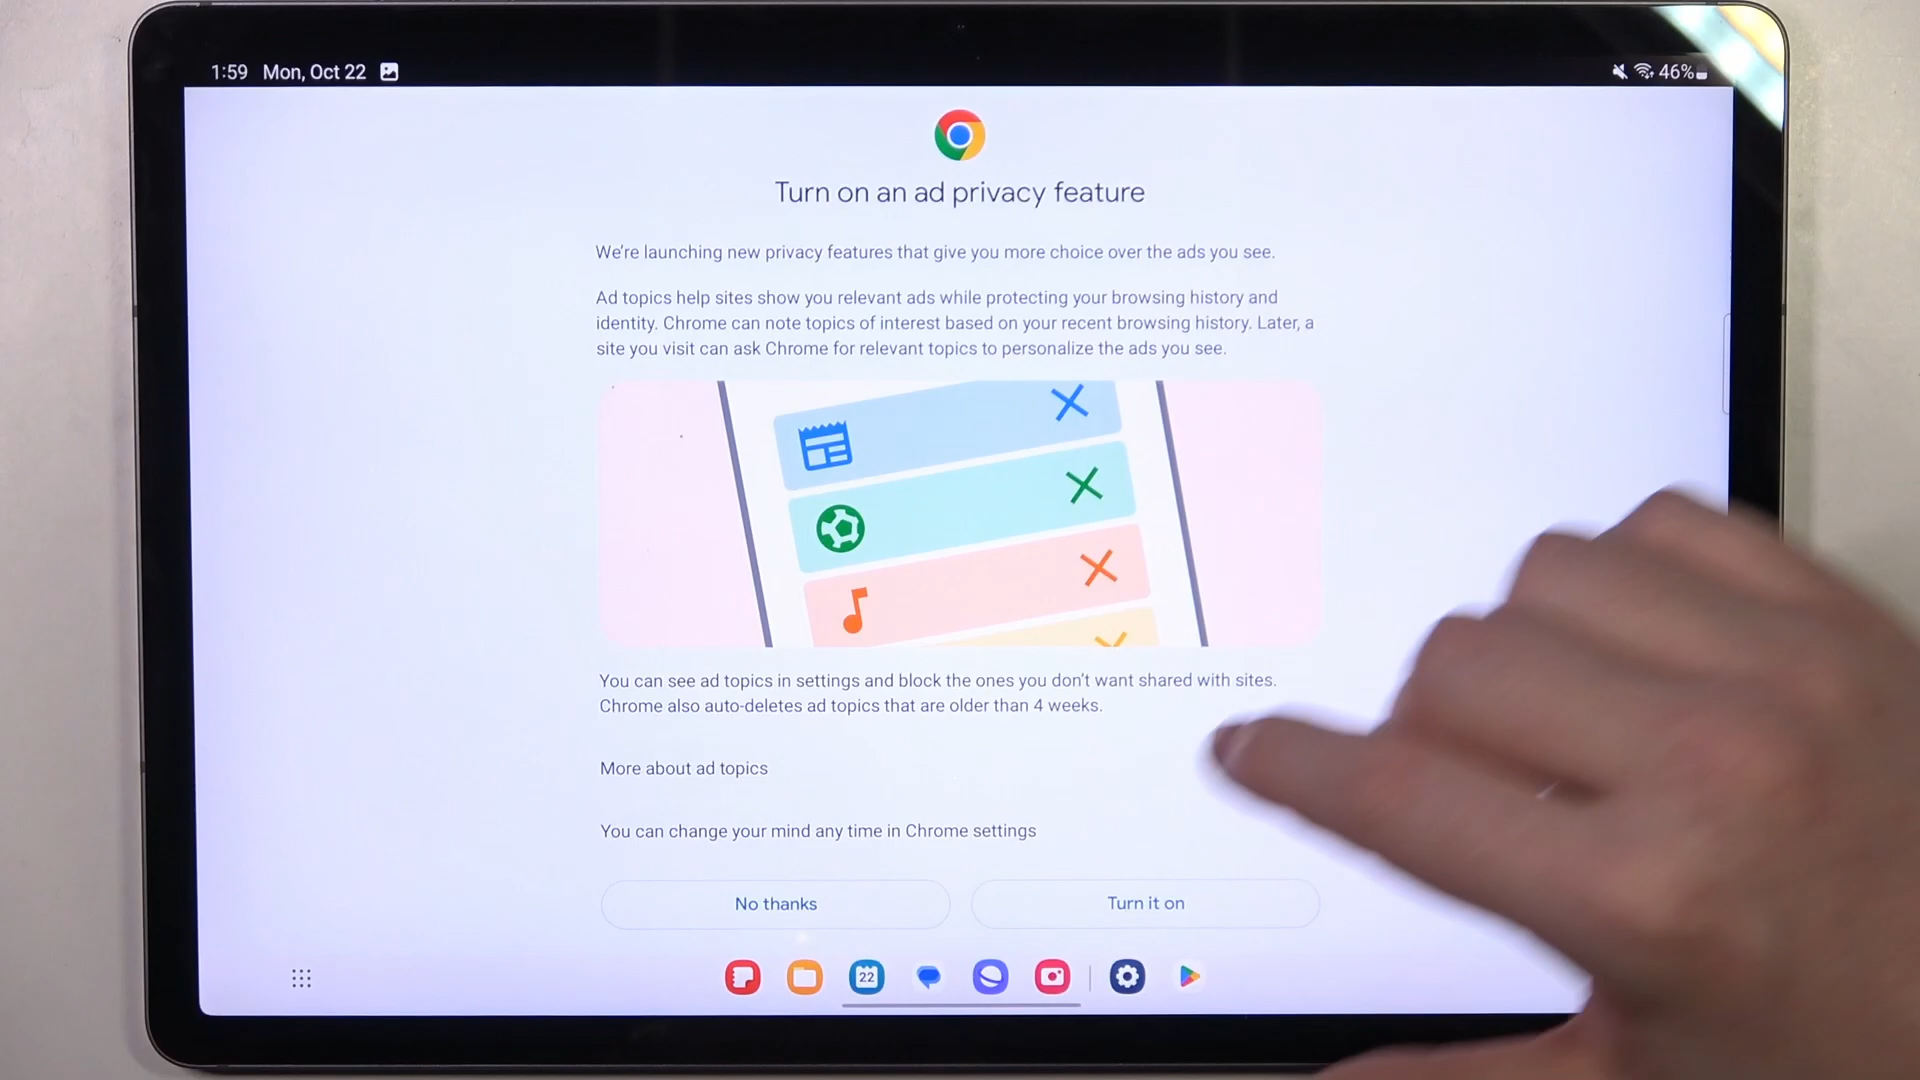 1:59 Mon, Oct 22
46%
Turn on an ad privacy feature
We're launching new privacy features that give you more choice over the ads you see.
Ad topics help sites show you relevant ads while protecting your browsing history and
identity. Chrome can note topics of interest based on your recent browsing history. Later, a
site you visit can ask Chrome for relevant topics to personalize the ads you see.
You can see ad topics in settings and block the ones you don't want shared with sites.
Chrome also auto-deletes ad topics that are older than 4 weeks.
More about ad topics
You can change your mind any time in Chrome settings
No thanks
Turn it on
22